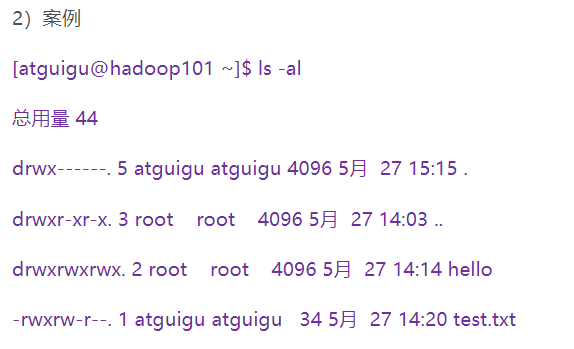 2）案例
[atguigu@hadoop101 ~]$ ls -al
总用量 44
drwx------. 5 atguigu atguigu 4096 5月  27 15:15 .
drwxr-xr-x. 3 root    root    4096 5月  27 14:03 ..
drwxrwxrwx. 2 root    root    4096 5月  27 14:14 hello
-rwxrw-r--. 1 atguigu atguigu   34 5月  27 14:20 test.txt